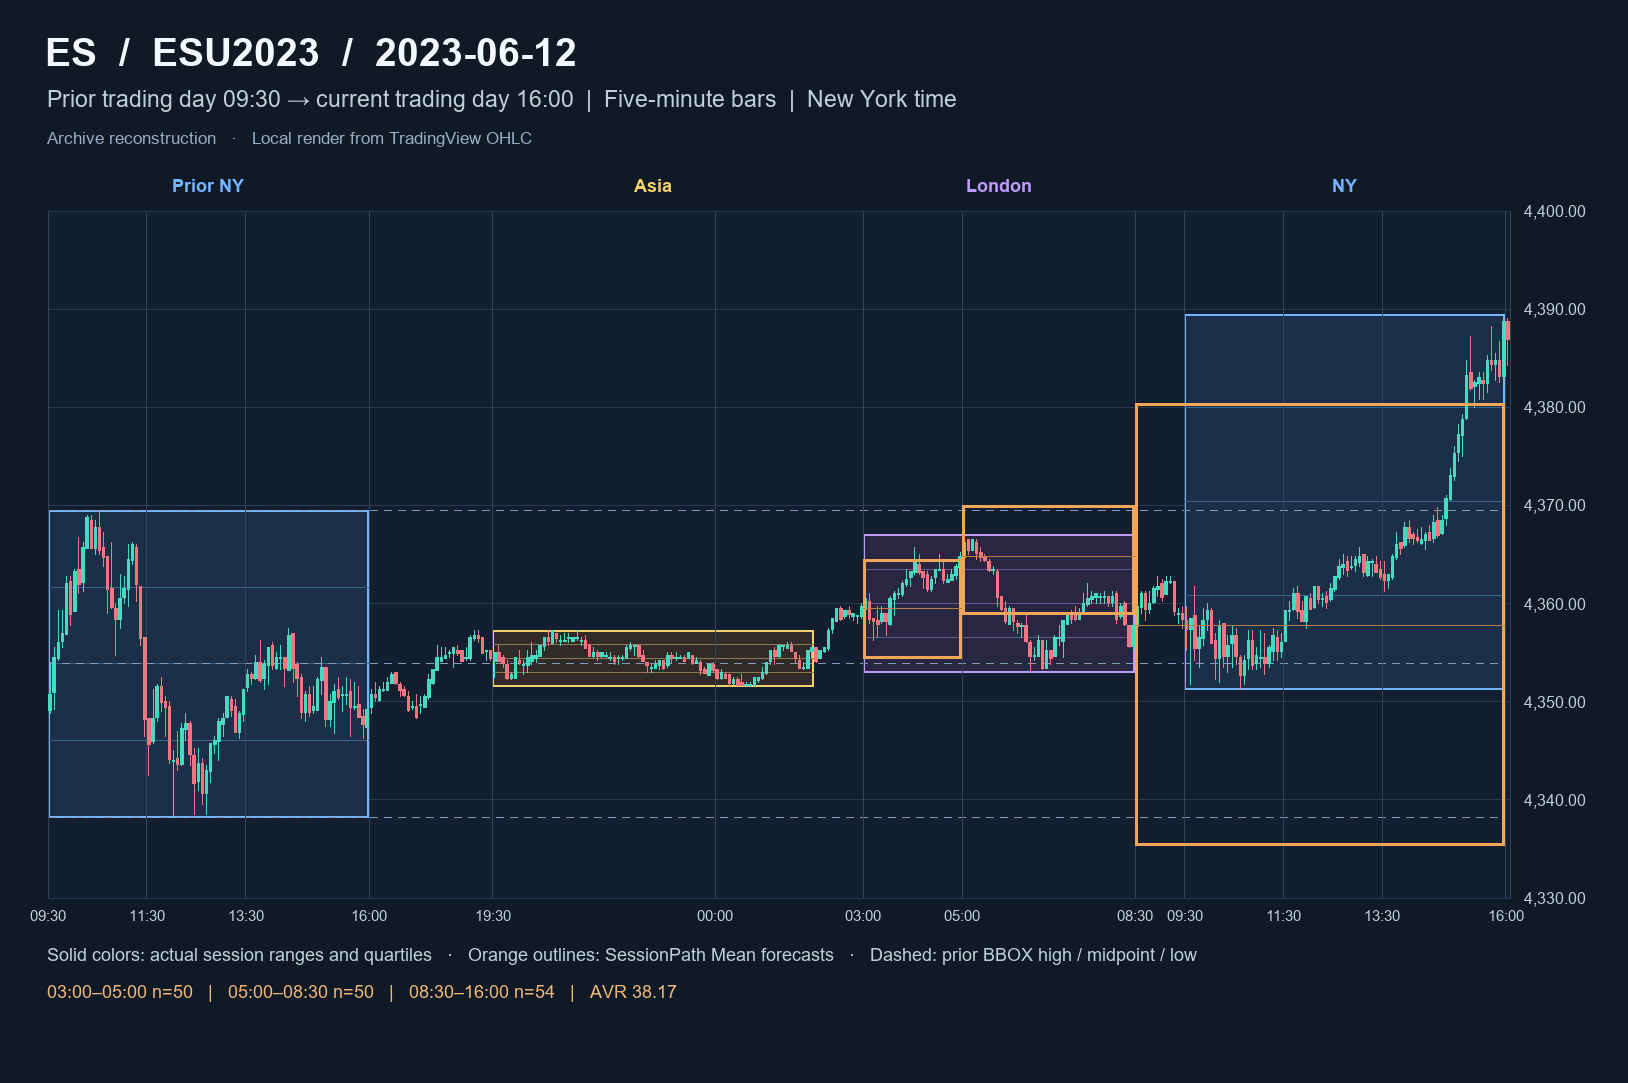 ES / ESU2023 / 2023-06-12
Prior trading day 09:30 → current trading day 16:00 | Five-minute bars | New York time
Archive reconstruction · Local render from TradingView OHLC
Prior NY Asia London NY
4,400.00
4,390.00
4,380.00
4,370.00
4,360.00
4,350.00
4,340.00
4,330.00
09:30 11:30 13:30 16:00 19:30 00:00 03:00 05:00 08:30 09:30 11:30 13:30 16:00
Solid colors: actual session ranges and quartiles · Orange outlines: SessionPath Mean forecasts · Dashed: prior BBOX high / midpoint / low
03:00–05:00 n=50 | 05:00–08:30 n=50 | 08:30–16:00 n=54 | AVR 38.17